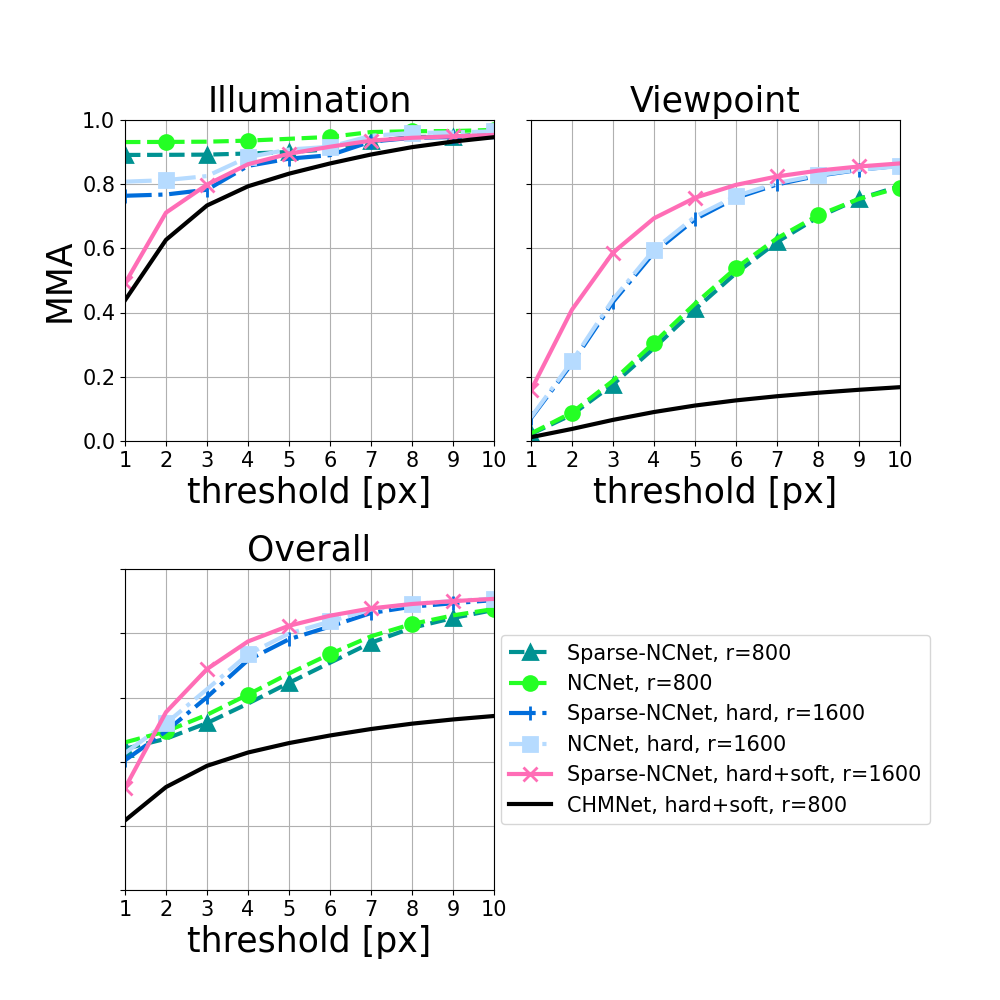 Illumination
Viewpoint
MMA
1.0
0.8
0.6
0.4
0.2
0.0
1 2 3 4 5 6 7 8 9 10
1 2 3 4 5 6 7 8 9 10
threshold [px]
threshold [px]
Overall
Sparse-NCNet, r=800
NCNet, r=800
Sparse-NCNet, hard, r=1600
NCNet, hard, r=1600
Sparse-NCNet, hard+soft, r=1600
CHMNet, hard+soft, r=800
1 2 3 4 5 6 7 8 9 10
threshold [px]